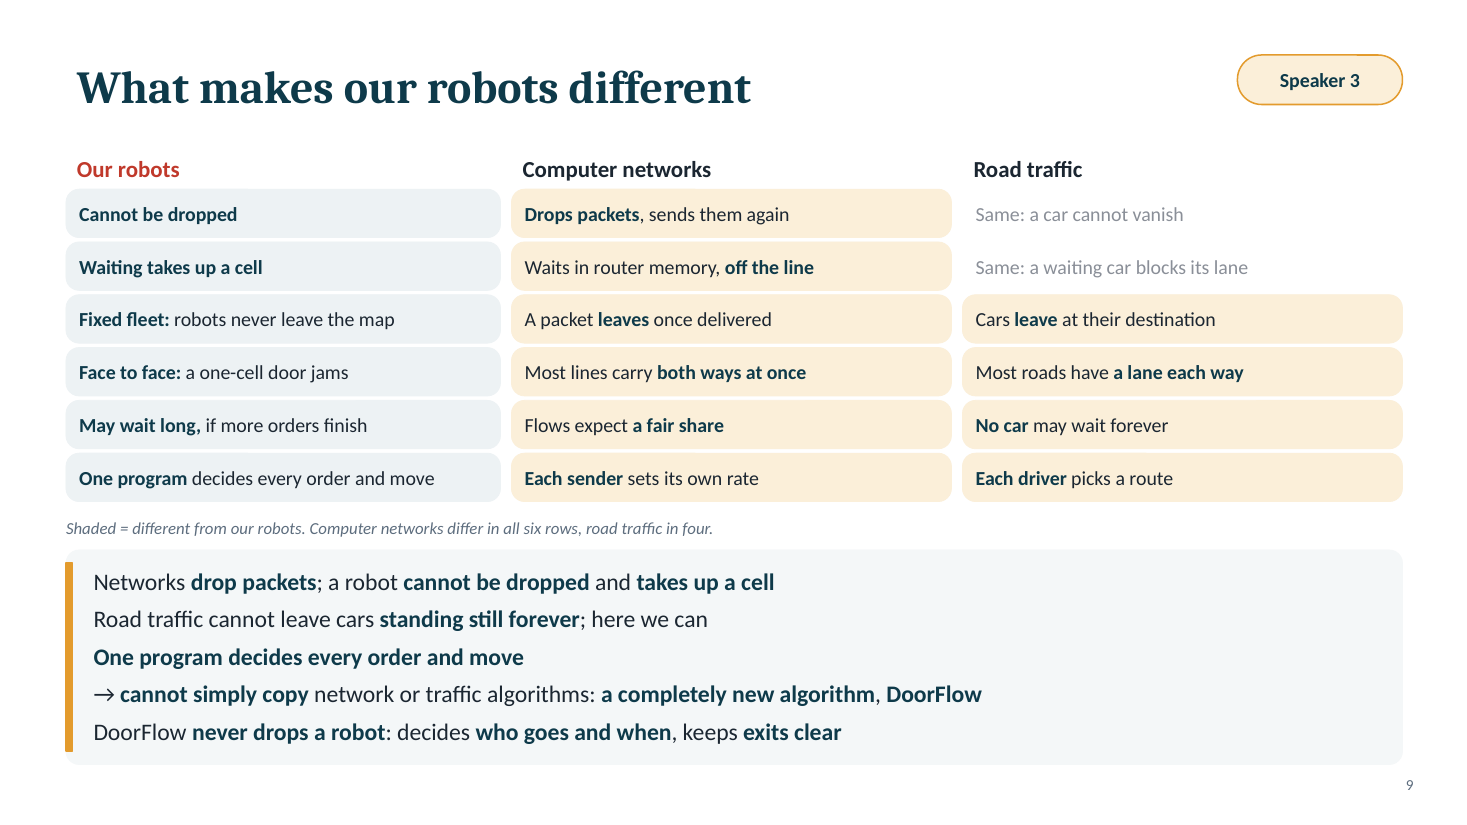 What makes our robots different
Speaker 3
Our robots
Computer networks
Road traffic
Cannot be dropped
Drops packets, sends them again
Same: a car cannot vanish
Waiting takes up a cell
Waits in router memory, off the line
Same: a waiting car blocks its lane
Fixed fleet: robots never leave the map
A packet leaves once delivered
Cars leave at their destination
Face to face: a one-cell door jams
Most lines carry both ways at once
Most roads have a lane each way
May wait long, if more orders finish
Flows expect a fair share
No car may wait forever
One program decides every order and move
Each sender sets its own rate
Each driver picks a route
Shaded = different from our robots. Computer networks differ in all six rows, road traffic in four.
Networks drop packets; a robot cannot be dropped and takes up a cell
Road traffic cannot leave cars standing still forever; here we can
One program decides every order and move
→ cannot simply copy network or traffic algorithms: a completely new algorithm, DoorFlow
DoorFlow never drops a robot: decides who goes and when, keeps exits clear
9